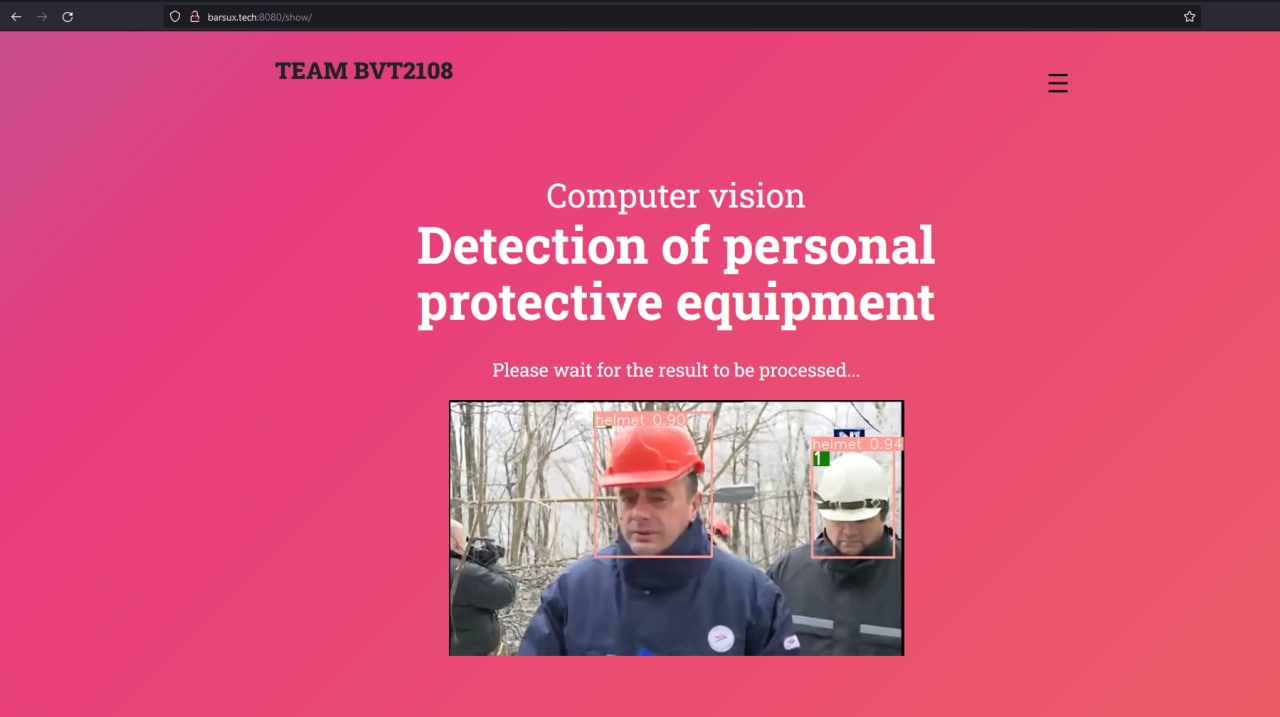 barsux.tech:8080/show/
TEAM BVT2108
Computer vision
Detection of personal
protective equipment
Please wait for the result to be processed...
helmet 0.90
helmet 0.94
1